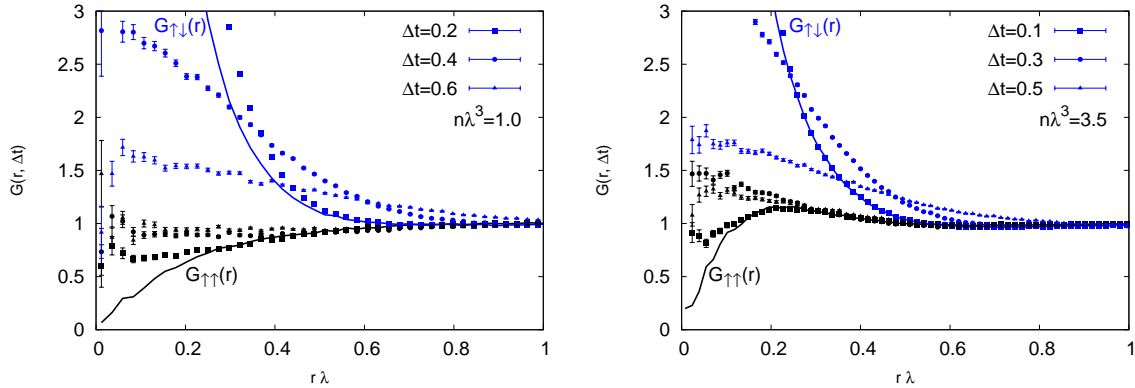 G↑↓(r)
Δt=0.2
Δt=0.4
Δt=0.6
nλ³=1.0
G↑↑(r)
G(r, Δt)
3
2.5
2
1.5
1
0.5
0
0 0.2 0.4 0.6 0.8 1
r λ
G↑↓(r)
Δt=0.1
Δt=0.3
Δt=0.5
nλ³=3.5
G↑↑(r)
G(r, Δt)
3
2.5
2
1.5
1
0.5
0
0 0.2 0.4 0.6 0.8 1
r λ